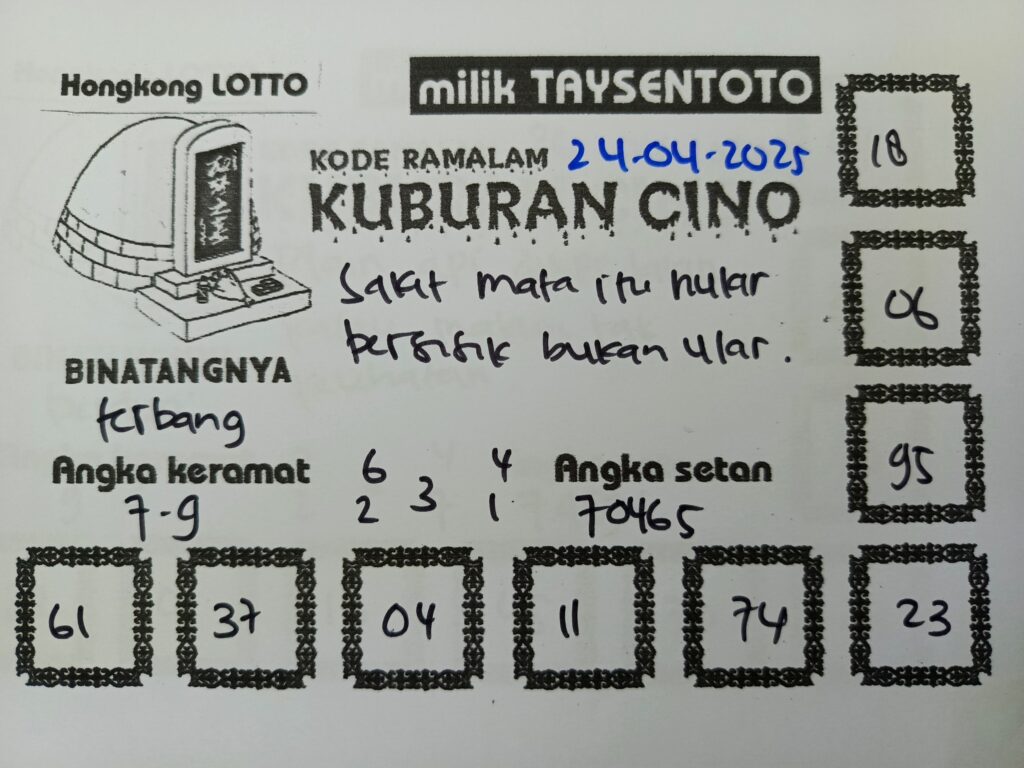 Hongkong LOTTO
milik TAYSENTOTO
KODE RAMALAM 24-04-2025
KUBURAN CINO
Sakit mata itu nular
bersisik bukan ular.
BINATANGNYA
terbang
Angka keramat
7-9
6 4
3
2 1
Angka setan
70465
18
06
95
61 37 04 11 74 23